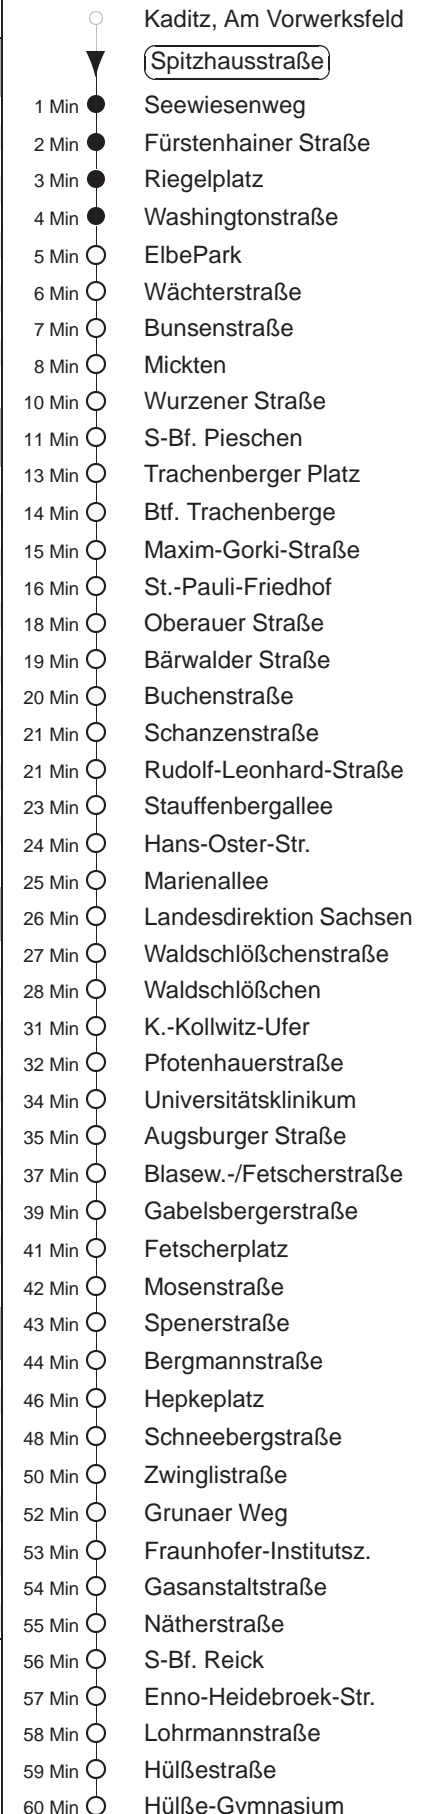 Kaditz, Am Vorwerksfeld
Spitzhausstraße
1 Min Seewiesenweg
2 Min Fürstenhainer Straße
3 Min Riegelplatz
4 Min Washingtonstraße
5 Min ElbePark
6 Min Wächterstraße
7 Min Bunsenstraße
8 Min Mickten
10 Min Wurzener Straße
11 Min S-Bf. Pieschen
13 Min Trachenberger Platz
14 Min Btf. Trachenberge
15 Min Maxim-Gorki-Straße
16 Min St.-Pauli-Friedhof
18 Min Oberauer Straße
19 Min Bärwalder Straße
20 Min Buchenstraße
21 Min Schanzenstraße
21 Min Rudolf-Leonhard-Straße
23 Min Stauffenbergallee
24 Min Hans-Oster-Str.
25 Min Marienallee
26 Min Landesdirektion Sachsen
27 Min Waldschlößchenstraße
28 Min Waldschlößchen
31 Min K.-Kollwitz-Ufer
32 Min Pfotenhauerstraße
34 Min Universitätsklinikum
35 Min Augsburger Straße
37 Min Blasew.-/Fetscherstraße
39 Min Gabelsbergerstraße
41 Min Fetscherplatz
42 Min Mosenstraße
43 Min Spenerstraße
44 Min Bergmannstraße
46 Min Hepkeplatz
48 Min Schneebergstraße
50 Min Zwinglistraße
52 Min Grunaer Weg
53 Min Fraunhofer-Institutsz.
54 Min Gasanstaltstraße
55 Min Nätherstraße
56 Min S-Bf. Reick
57 Min Enno-Heidebroek-Str.
58 Min Lohrmannstraße
59 Min Hülßestraße
60 Min Hülße-Gymnasium